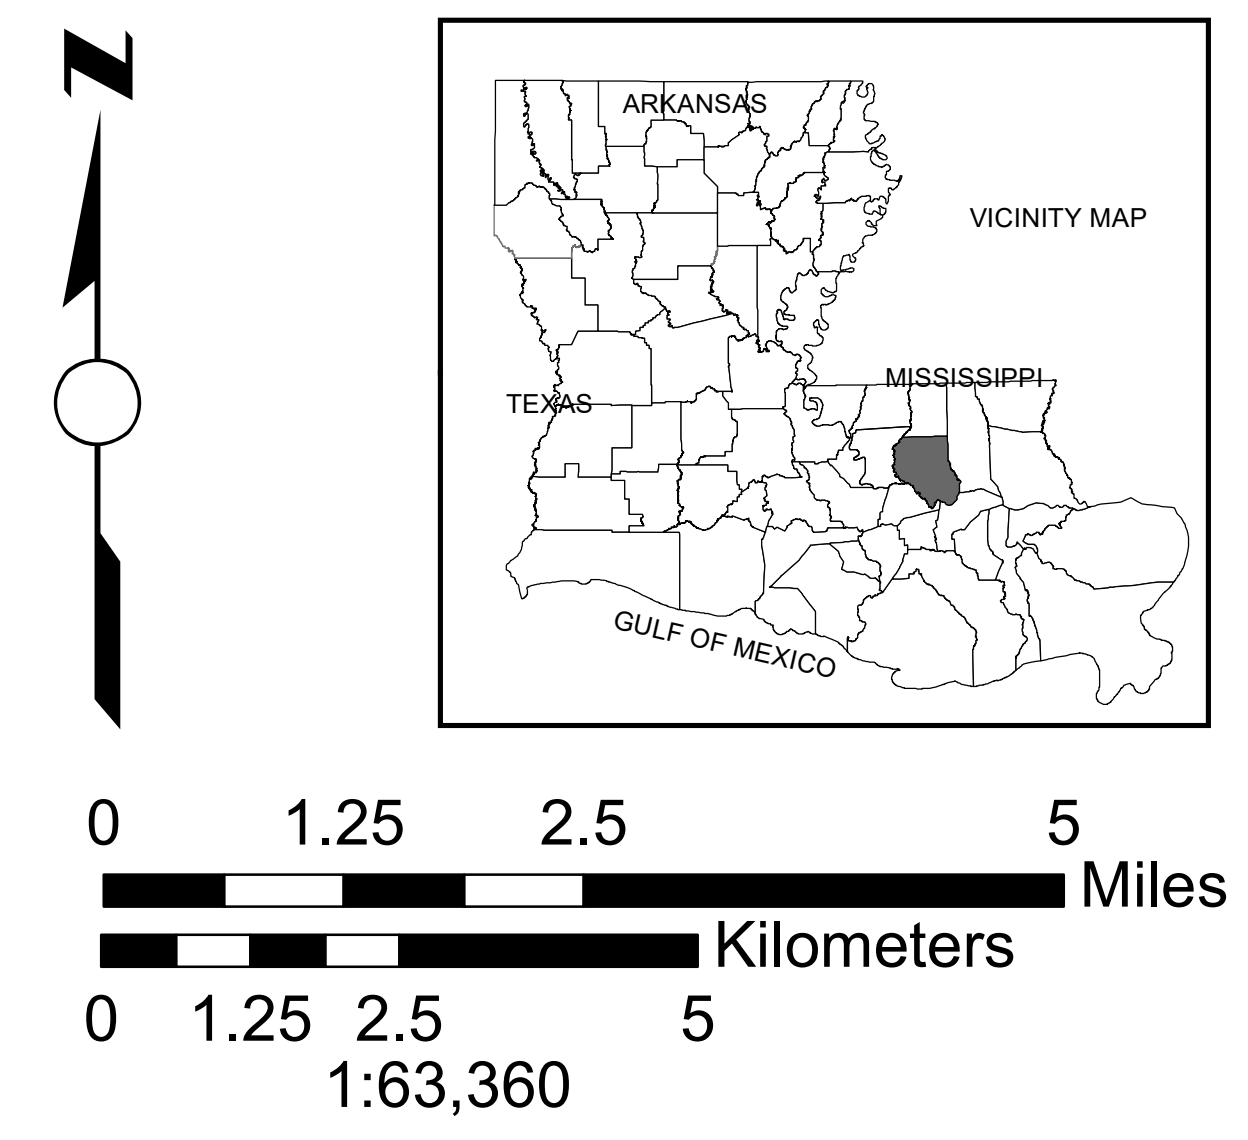 N
ARKANSAS
VICINITY MAP
MISSISSIPPI
TEXAS
GULF OF MEXICO
0 1.25 2.5 5
Miles
Kilometers
0 1.25 2.5 5
1:63,360